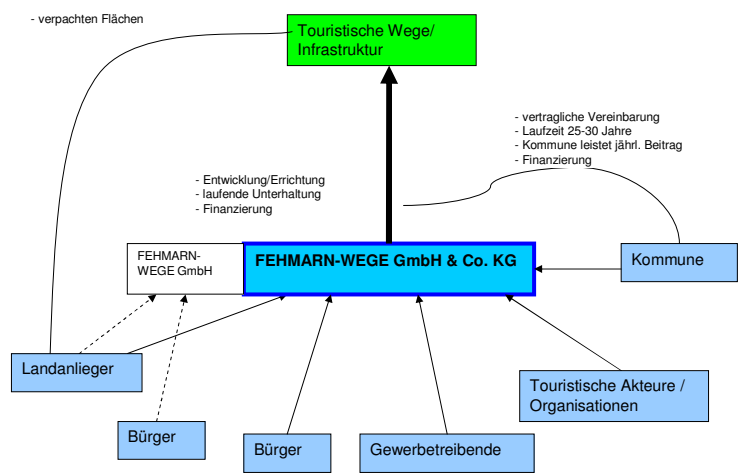 - verpachten Flächen
Touristische Wege/
Infrastruktur
- vertragliche Vereinbarung
- Laufzeit 25-30 Jahre
- Kommune leistet jährl. Beitrag
- Finanzierung
- Entwicklung/Errichtung
- laufende Unterhaltung
- Finanzierung
FEHMARN-
WEGE GmbH
FEHMARN-WEGE GmbH & Co. KG
Kommune
Landanlieger
Touristische Akteure /
Organisationen
Bürger
Bürger
Gewerbetreibende